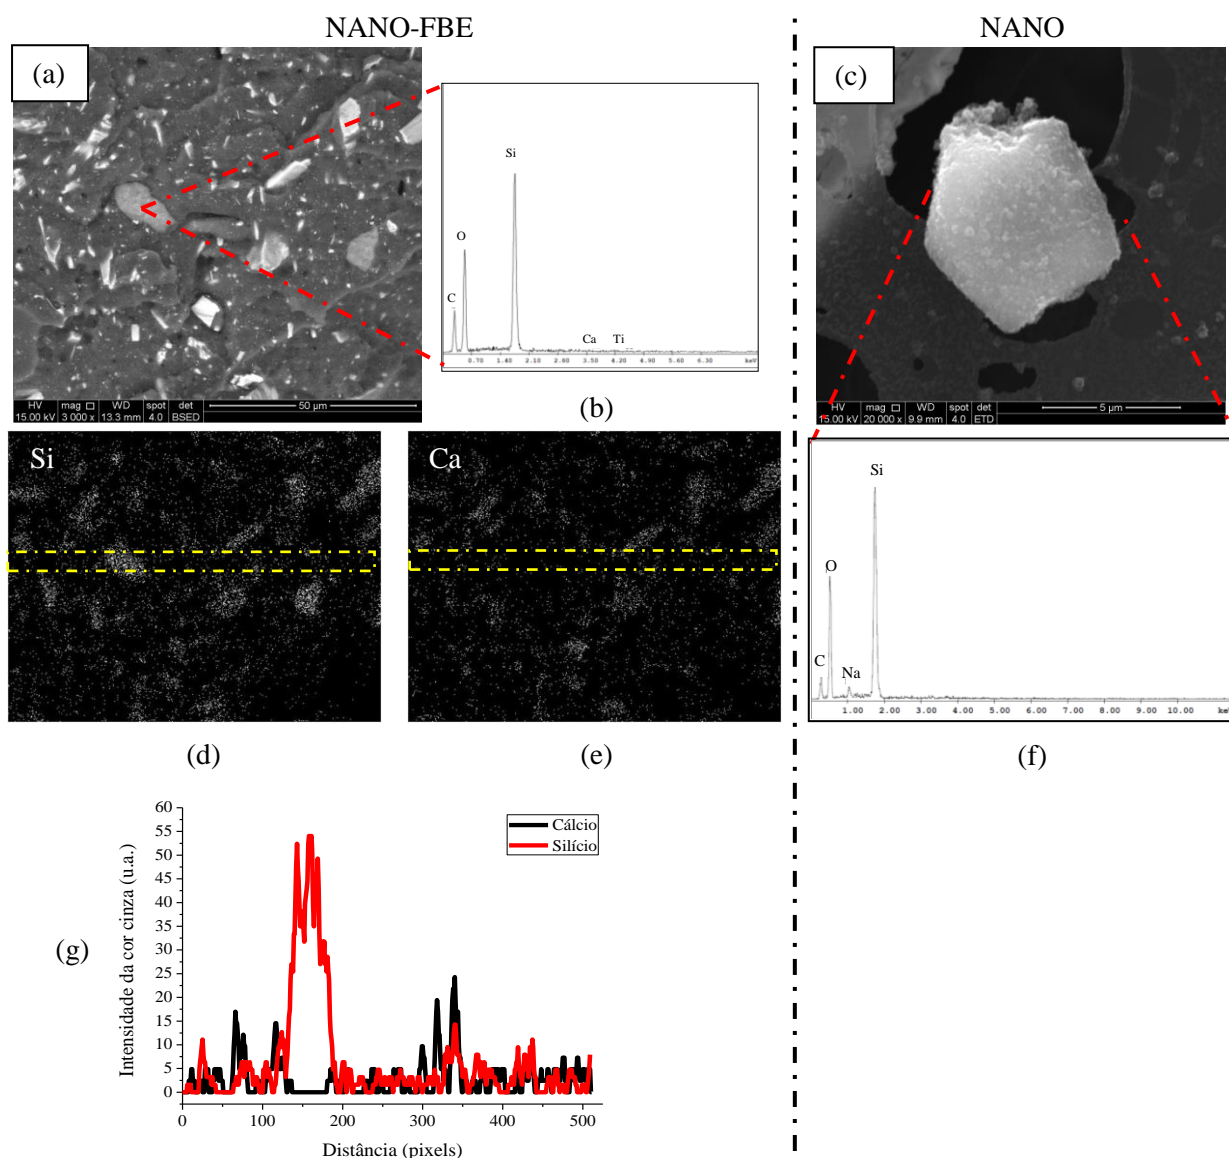 NANO-FBE
NANO
(a)
HV mag □ WD spot det
15.00 kV 3 000 x 13.3 mm 4.0 BSED
50 µm
Si
O
C
Ca
Ti
0.70 1.40 2.10 2.80 3.50 4.20 4.90 5.60 6.30 keV
(b)
(c)
HV mag □ WD spot det
15.00 kV 20 000 x 9.9 mm 4.0 ETD
5 µm
Si
Ca
(d)
(e)
Si
O
C
Na
1.00 2.00 3.00 4.00 5.00 6.00 7.00 8.00 9.00 10.00
(f)
(g)
Intensidade da cor cinza (u.a.)
60
55
50
45
40
35
30
25
20
15
10
5
0
0 100 200 300 400 500
Distância (pixels)
Cálcio
Silício